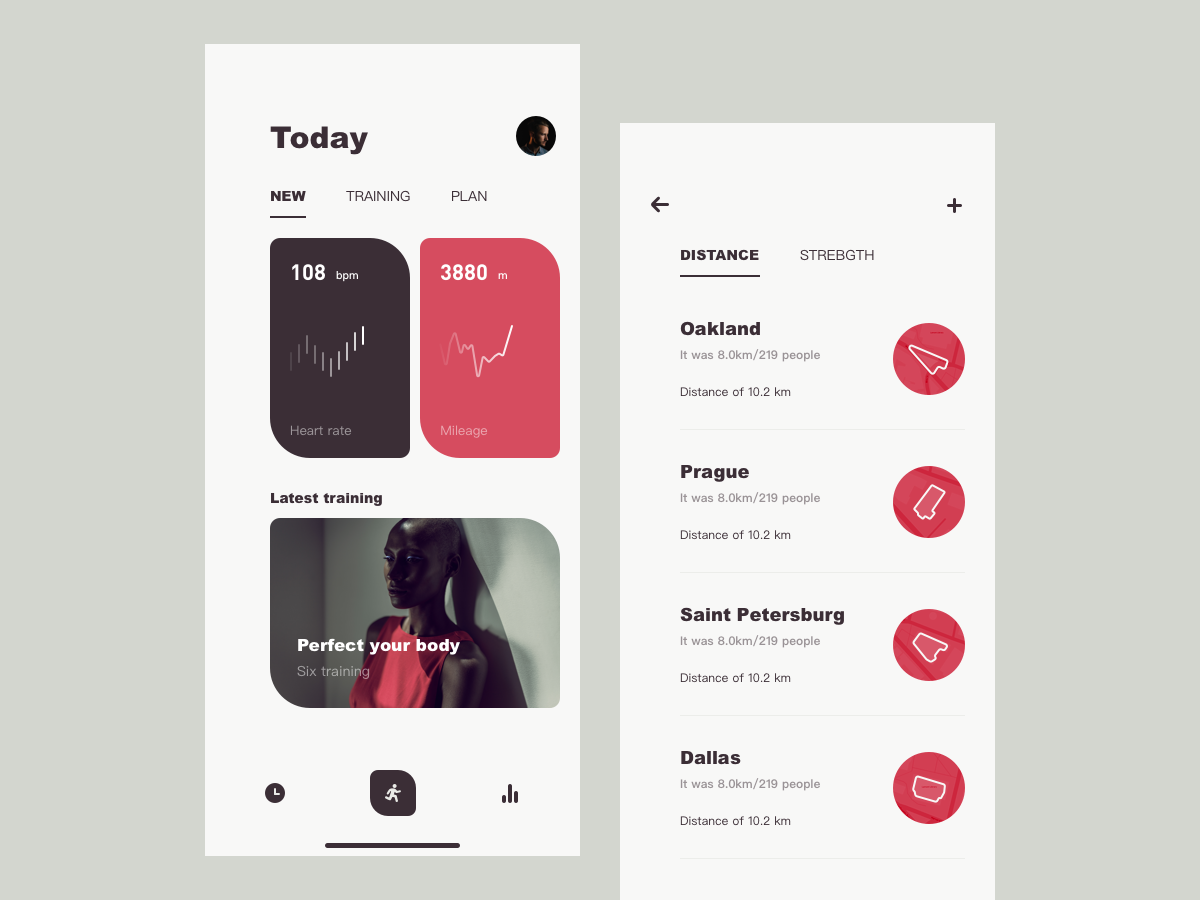 Today
NEW TRAINING PLAN
108 bpm
Heart rate
3880 m
Mileage
Latest training
Perfect your body
Six training
DISTANCE STREBGTH
Oakland
It was 8.0km/219 people
Distance of 10.2 km
Prague
It was 8.0km/219 people
Distance of 10.2 km
Saint Petersburg
It was 8.0km/219 people
Distance of 10.2 km
Dallas
It was 8.0km/219 people
Distance of 10.2 km